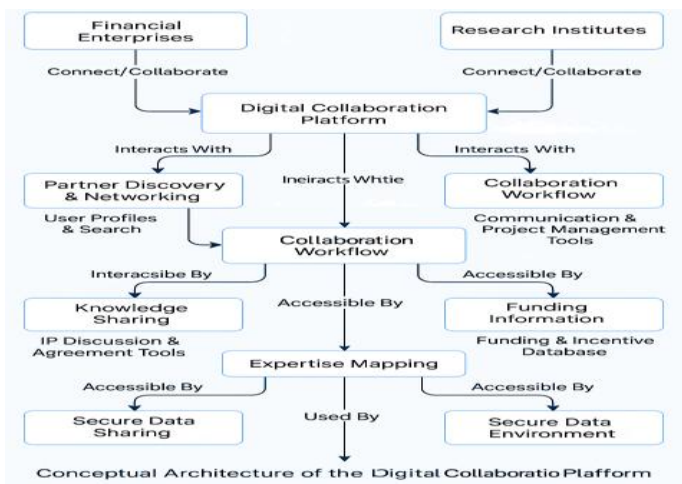 Financial
Enterprises
Research Institutes
Connect/Collaborate
Connect/Collaborate
Digital Collaboration
Platform
Interacts With
Interacts With
Partner Discovery
& Networking
Ineiracts Whtie
Collaboration
Workflow
User Profiles
& Search
Communication &
Project Management
Tools
Collaboration
Workflow
Interacsibe By
Accessible By
Accessible By
Knowledge
Sharing
Funding
Information
IP Discussion &
Agreement Tools
Funding & Incentive
Database
Expertise Mapping
Accessible By
Accessible By
Used By
Secure Data
Sharing
Secure Data
Environment
Conceptual Architecture of the Digital Collaboratio Plafform